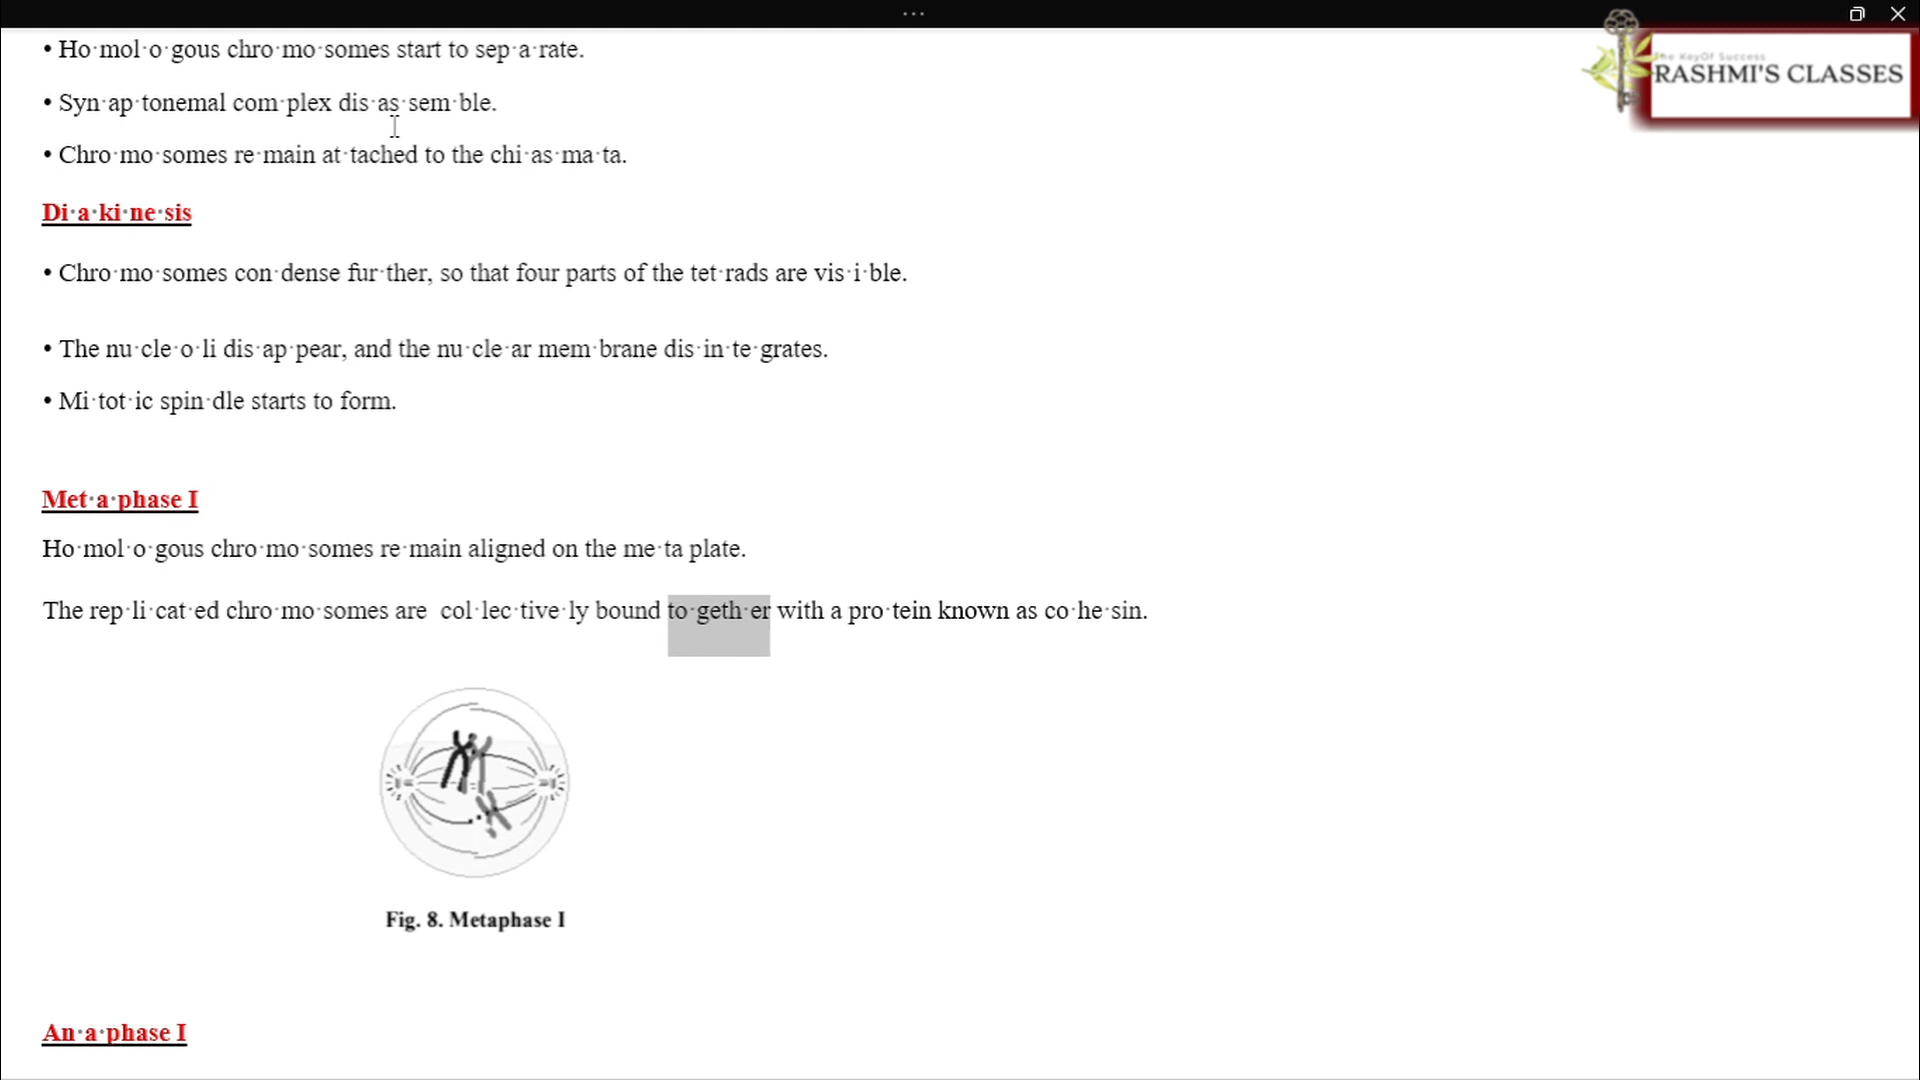 • Ho·mol·o·gous chro·mo·somes start to sep·a·rate.
The KeyOf Success
RASHMI'S CLASSES
• Syn·ap·tonemal com·plex dis·as·sem·ble.
• Chro·mo·somes re·main at·tached to the chi·as·ma·ta.
Di·a·ki·ne·sis
• Chro·mo·somes con·dense fur·ther, so that four parts of the tet·rads are vis·i·ble.
• The nu·cle·o·li dis·ap·pear, and the nu·cle·ar mem·brane dis·in·te·grates.
• Mi·tot·ic spin·dle starts to form.
Met·a·phase I
Ho·mol·o·gous chro·mo·somes re·main aligned on the me·ta plate.
The rep·li·cat·ed chro·mo·somes are  col·lec·tive·ly bound to·geth·er with a pro·tein known as co·he·sin.
Fig. 8. Metaphase I
An·a·phase I